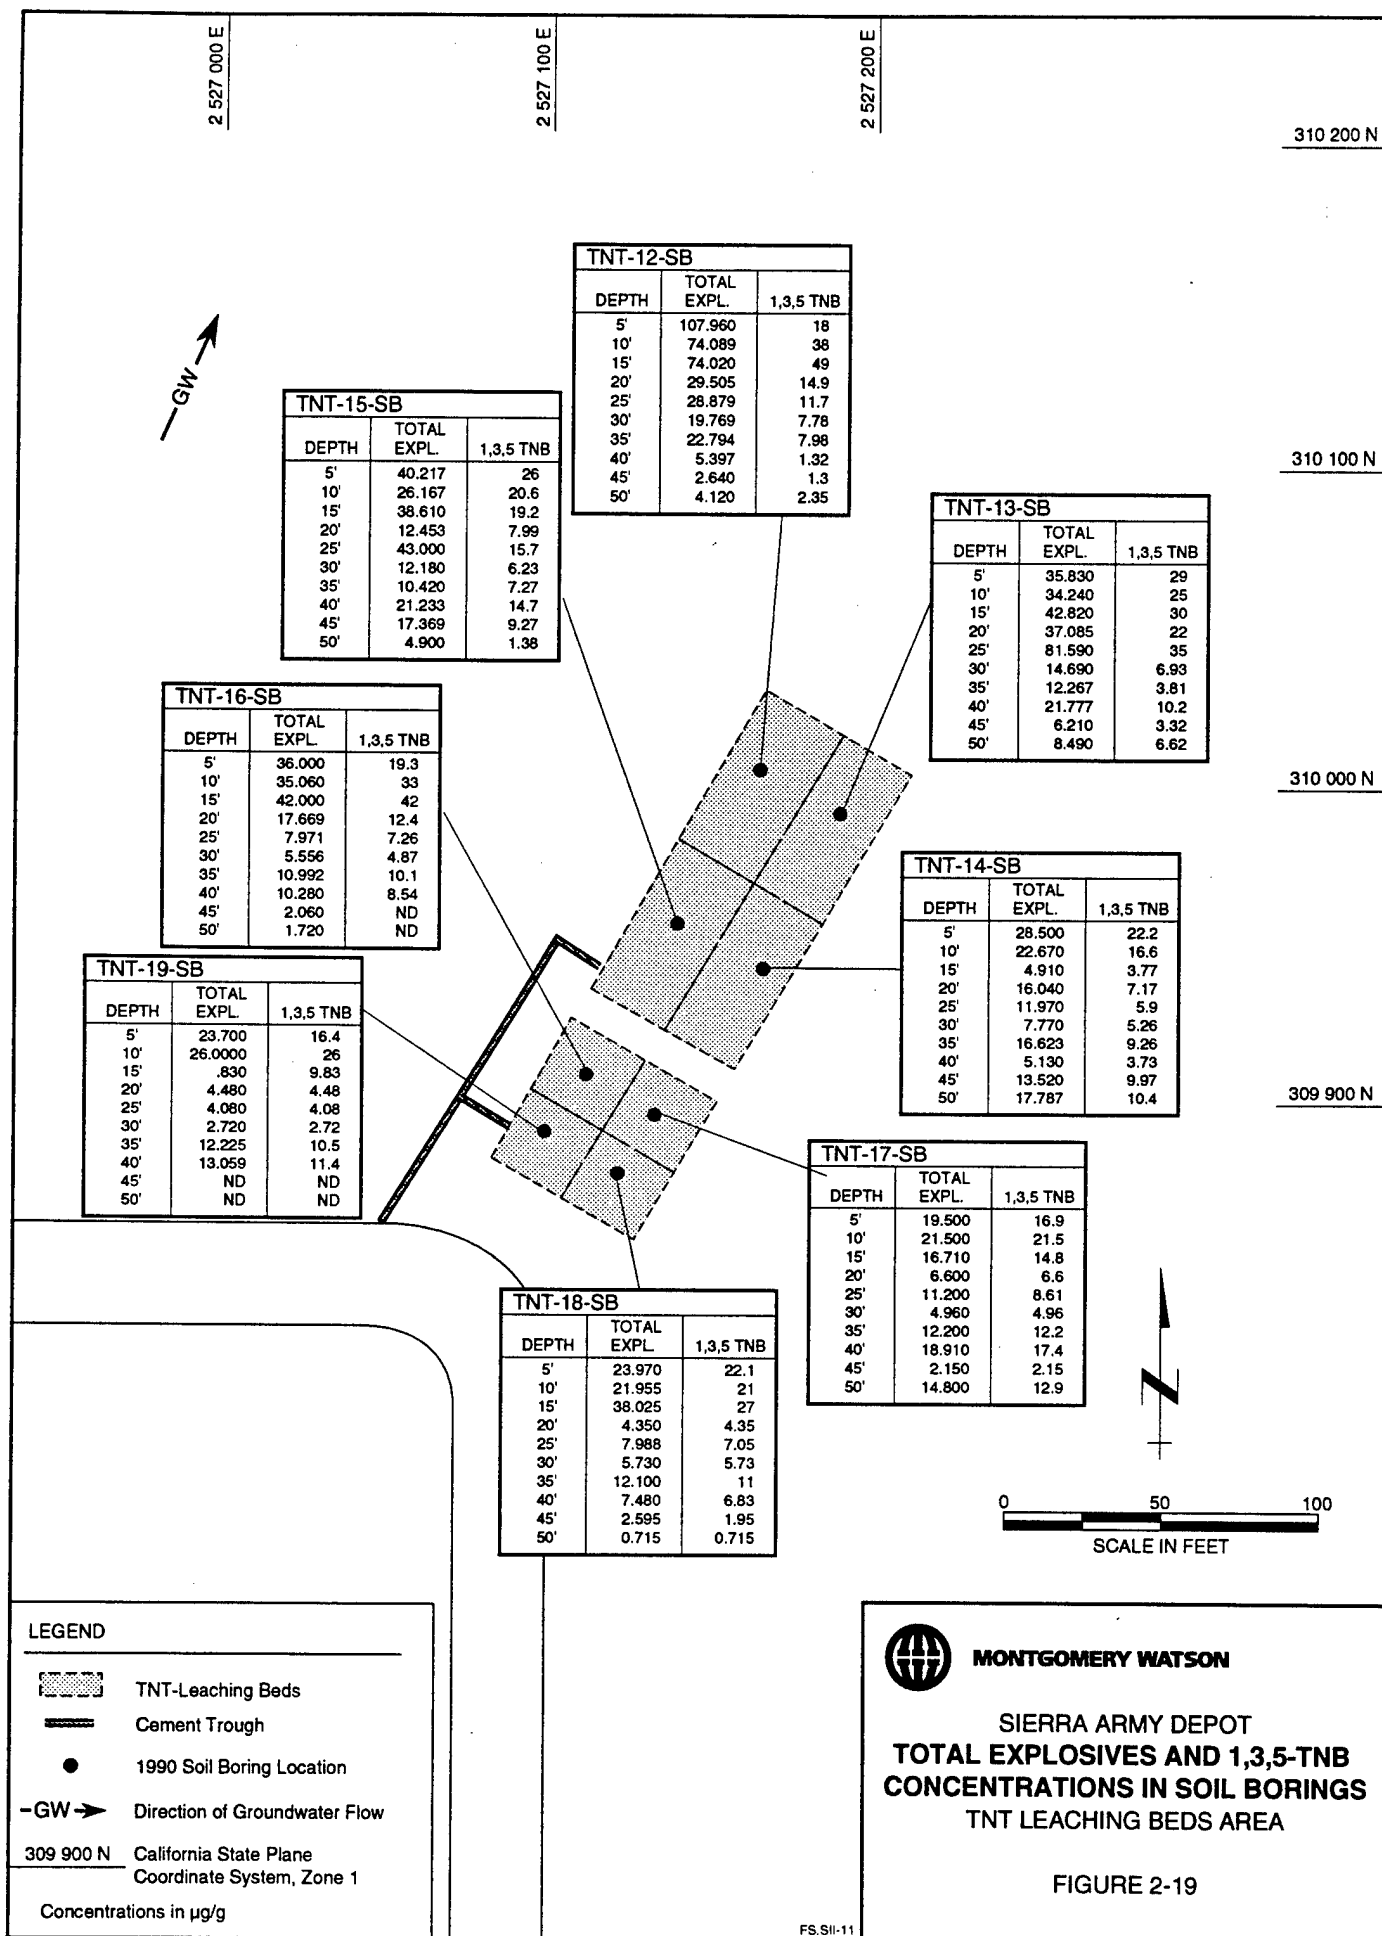 2 527 000 E
2 527 100 E
2 527 200 E
310 200 N
310 100 N
310 000 N
309 900 N
GW
TNT-12-SB
DEPTH TOTAL EXPL. 1,3,5 TNB
5' 107.960 18
10' 74.089 38
15' 74.020 49
20' 29.505 14.9
25' 28.879 11.7
30' 19.769 7.78
35' 22.794 7.98
40' 5.397 1.32
45' 2.640 1.3
50' 4.120 2.35
TNT-15-SB
DEPTH TOTAL EXPL. 1,3,5 TNB
5' 40.217 26
10' 26.167 20.6
15' 38.610 19.2
20' 12.453 7.99
25' 43.000 15.7
30' 12.180 6.23
35' 10.420 7.27
40' 21.233 14.7
45' 17.369 9.27
50' 4.900 1.38
TNT-13-SB
DEPTH TOTAL EXPL. 1,3,5 TNB
5' 35.830 29
10' 34.240 25
15' 42.820 30
20' 37.085 22
25' 81.590 35
30' 14.690 6.93
35' 12.267 3.81
40' 21.777 10.2
45' 6.210 3.32
50' 8.490 6.62
TNT-16-SB
DEPTH TOTAL EXPL. 1,3,5 TNB
5' 36.000 19.3
10' 35.060 33
15' 42.000 42
20' 17.669 12.4
25' 7.971 7.26
30' 5.556 4.87
35' 10.992 10.1
40' 10.280 8.54
45' 2.060 ND
50' 1.720 ND
TNT-14-SB
DEPTH TOTAL EXPL. 1,3,5 TNB
5' 28.500 22.2
10' 22.670 16.6
15' 4.910 3.77
20' 16.040 7.17
25' 11.970 5.9
30' 7.770 5.26
35' 16.623 9.26
40' 5.130 3.73
45' 13.520 9.97
50' 17.787 10.4
TNT-19-SB
DEPTH TOTAL EXPL. 1,3,5 TNB
5' 23.700 16.4
10' 26.0000 26
15' .830 9.83
20' 4.480 4.48
25' 4.080 4.08
30' 2.720 2.72
35' 12.225 10.5
40' 13.059 11.4
45' ND ND
50' ND ND
TNT-17-SB
DEPTH TOTAL EXPL. 1,3,5 TNB
5' 19.500 16.9
10' 21.500 21.5
15' 16.710 14.8
20' 6.600 6.6
25' 11.200 8.61
30' 4.960 4.96
35' 12.200 12.2
40' 18.910 17.4
45' 2.150 2.15
50' 14.800 12.9
TNT-18-SB
DEPTH TOTAL EXPL. 1,3,5 TNB
5' 23.970 22.1
10' 21.955 21
15' 38.025 27
20' 4.350 4.35
25' 7.988 7.05
30' 5.730 5.73
35' 12.100 11
40' 7.480 6.83
45' 2.595 1.95
50' 0.715 0.715
N
0 50 100
SCALE IN FEET
LEGEND
TNT-Leaching Beds
Cement Trough
1990 Soil Boring Location
GW Direction of Groundwater Flow
309 900 N California State Plane
Coordinate System, Zone 1
Concentrations in µg/g
FS.SII-11
MONTGOMERY WATSON
SIERRA ARMY DEPOT
TOTAL EXPLOSIVES AND 1,3,5-TNB
CONCENTRATIONS IN SOIL BORINGS
TNT LEACHING BEDS AREA
FIGURE 2-19